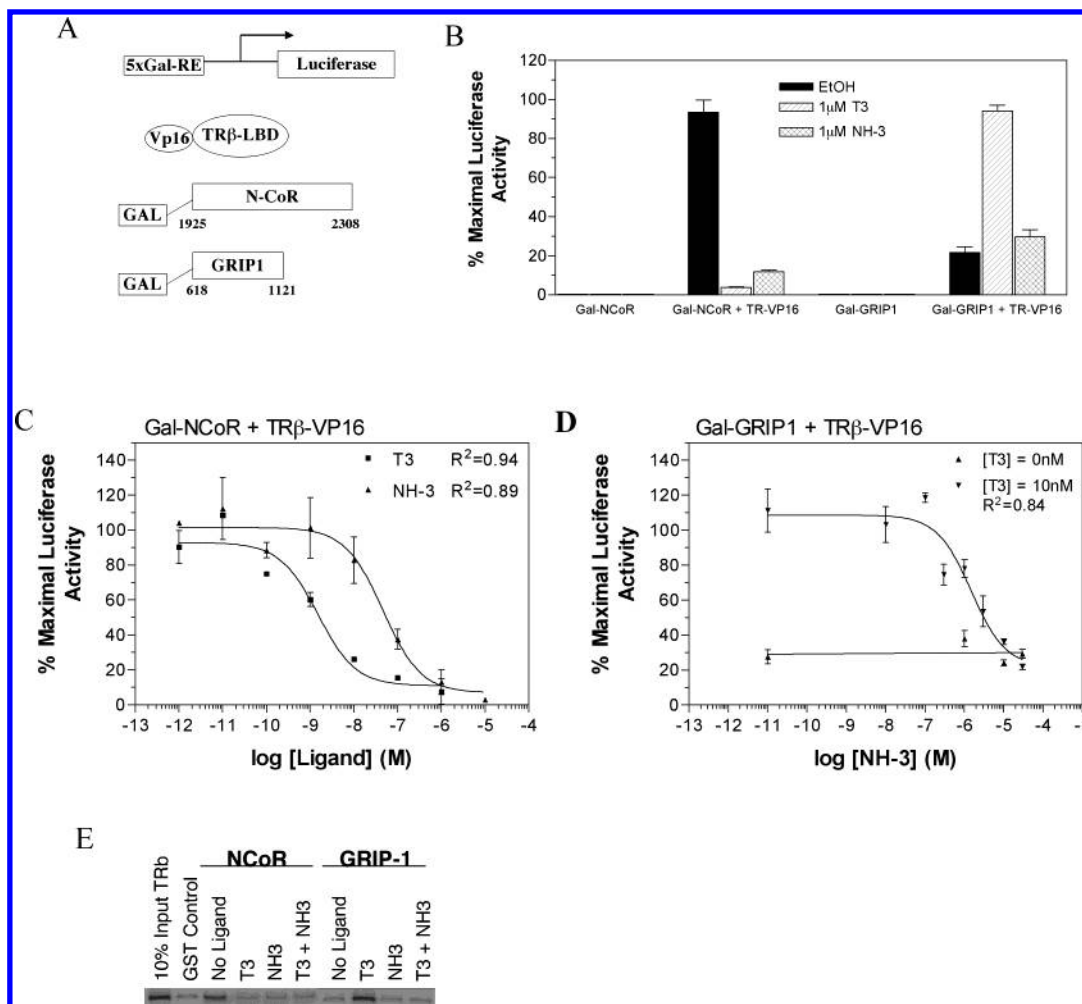 A
5xGal-RE
Luciferase
Vp16
TRβ-LBD
GAL
N-CoR
1925
2308
GAL
GRIP1
618
1121
B
% Maximal Luciferase
Activity
120
100
80
60
40
20
0
EtOH
1μM T3
1μM NH-3
Gal-NCoR
Gal-NCoR + TR-VP16
Gal-GRIP1
Gal-GRIP1 + TR-VP16
C
Gal-NCoR + TRβ-VP16
% Maximal Luciferase
Activity
140
120
100
80
60
40
20
0
T3 R²=0.94
NH-3 R²=0.89
-13 -12 -11 -10 -9 -8 -7 -6 -5 -4
log [Ligand] (M)
D
Gal-GRIP1 + TRβ-VP16
% Maximal Luciferase
Activity
140
120
100
80
60
40
20
0
[T3] = 0nM
[T3] = 10nM
R²=0.84
-13 -12 -11 -10 -9 -8 -7 -6 -5 -4 -3
log [NH-3] (M)
E
NCoR
GRIP-1
10% Input TRb
GST Control
No Ligand
T3
NH3
T3 + NH3
No Ligand
T3
NH3
T3 + NH3